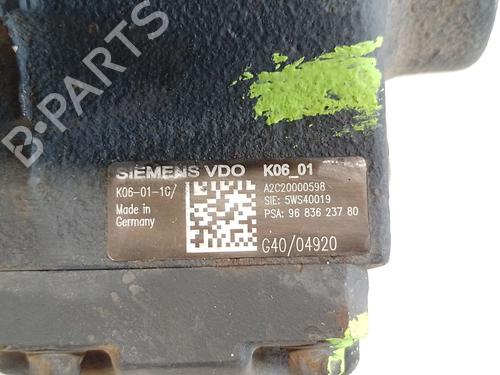 B-PARTS
SIEMENS VDO K06_01
K06-01-1G/ A2C20000598
Made in SIE: 5WS40019
Germany PSA: 96 836 237 80
G40/04920